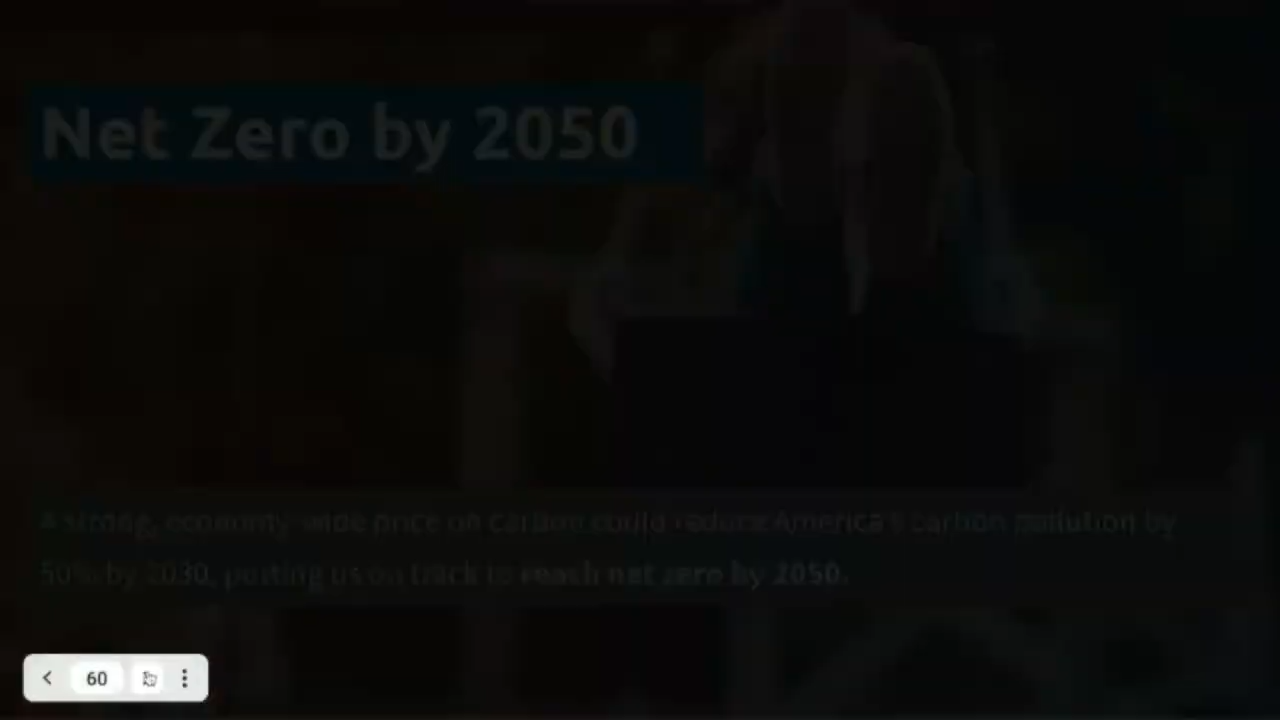 Net Zero by 2050
A strong, economy-wide price on carbon could reduce America's carbon pollution by
50% by 2030, putting us on track to reach net zero by 2050.
60